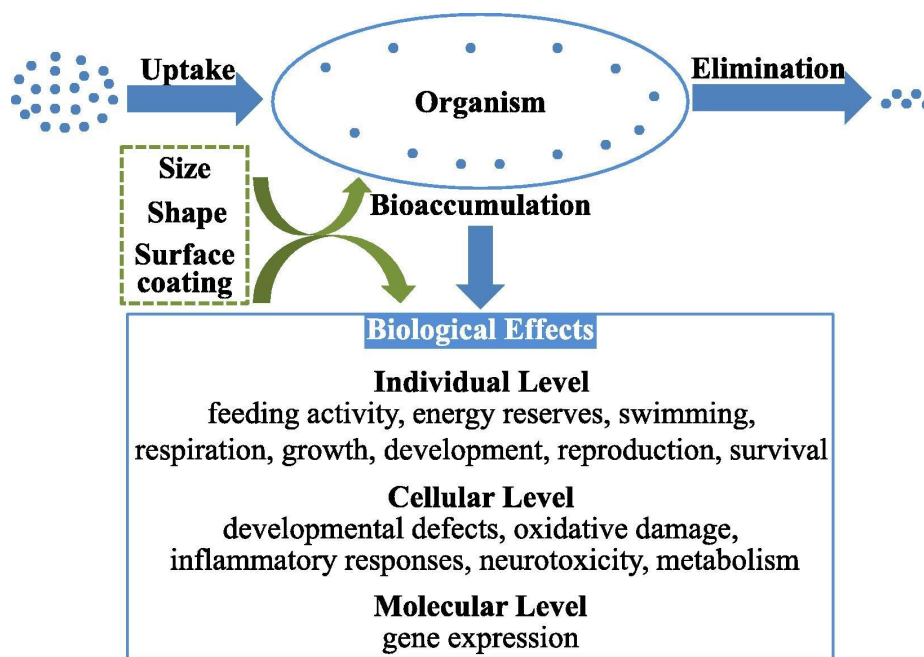 Uptake
Organism
Elimination
Size
Shape
Surface
coating
Bioaccumulation
Biological Effects
Individual Level
feeding activity, energy reserves, swimming,
respiration, growth, development, reproduction, survival
Cellular Level
developmental defects, oxidative damage,
inflammatory responses, neurotoxicity, metabolism
Molecular Level
gene expression